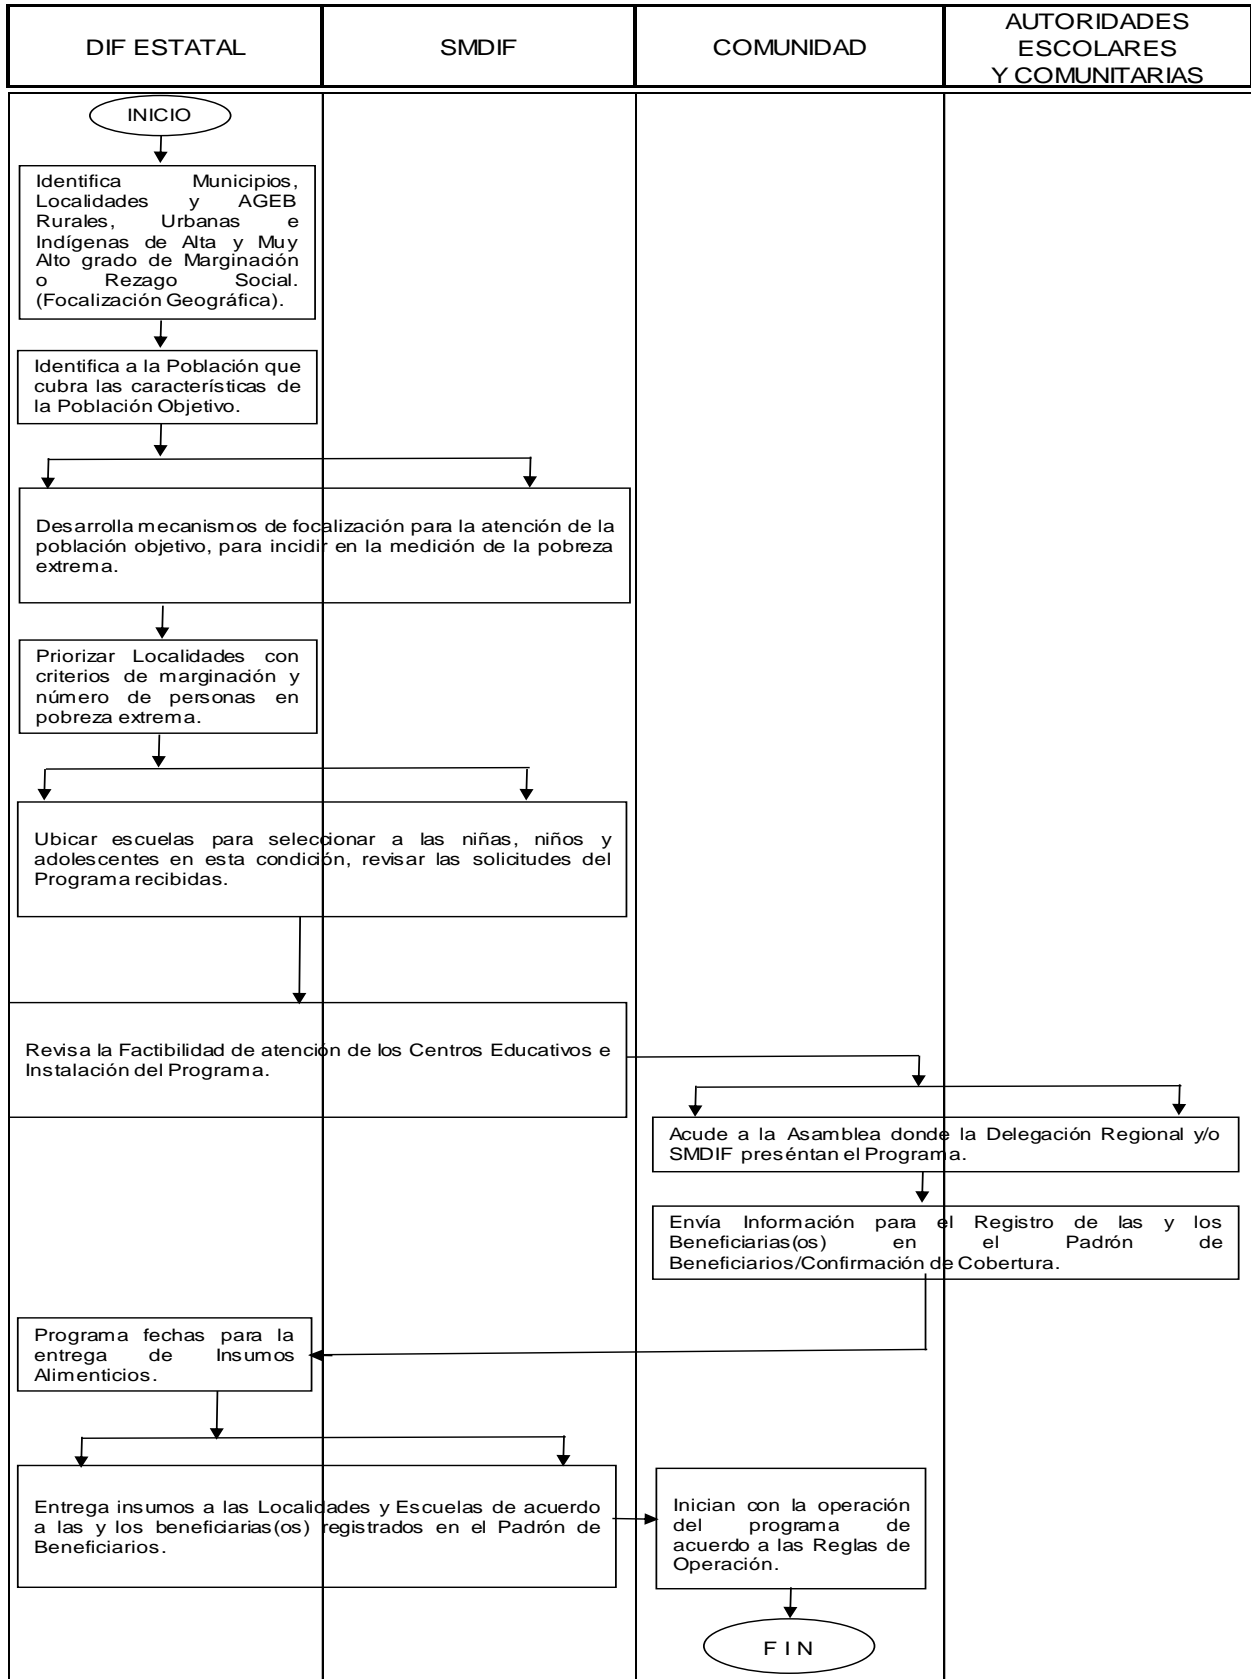 DIF ESTATAL
SMDIF
COMUNIDAD
AUTORIDADES
ESCOLARES
Y COMUNITARIAS
INICIO
Identifica Municipios,
Localidades y AGEB
Rurales, Urbanas e
Indígenas de Alta y Muy
Alto grado de Marginación
o Rezago Social.
(Focalización Geográfica).
Identifica a la Población que
cubra las características de
la Población Objetivo.
Desarrolla mecanismos de focalización para la atención de la
población objetivo, para incidir en la medición de la pobreza
extrema.
Priorizar Localidades con
criterios de marginación y
número de personas en
pobreza extrema.
Ubicar escuelas para seleccionar a las niñas, niños y
adolescentes en esta condición, revisar las solicitudes del
Programa recibidas.
Revisa la Factibilidad de atención de los Centros Educativos e
Instalación del Programa.
Acude a la Asamblea donde la Delegación Regional y/o
SMDIF preséntan el Programa.
Envía Información para el Registro de las y los
Beneficiarias(os) en el Padrón de
Beneficiarios/Confirmación de Cobertura.
Programa fechas para la
entrega de Insumos
Alimenticios.
Entrega insumos a las Localidades y Escuelas de acuerdo
a las y los beneficiarias(os) registrados en el Padrón de
Beneficiarios.
Inician con la operación
del programa de
acuerdo a las Reglas de
Operación.
F I N